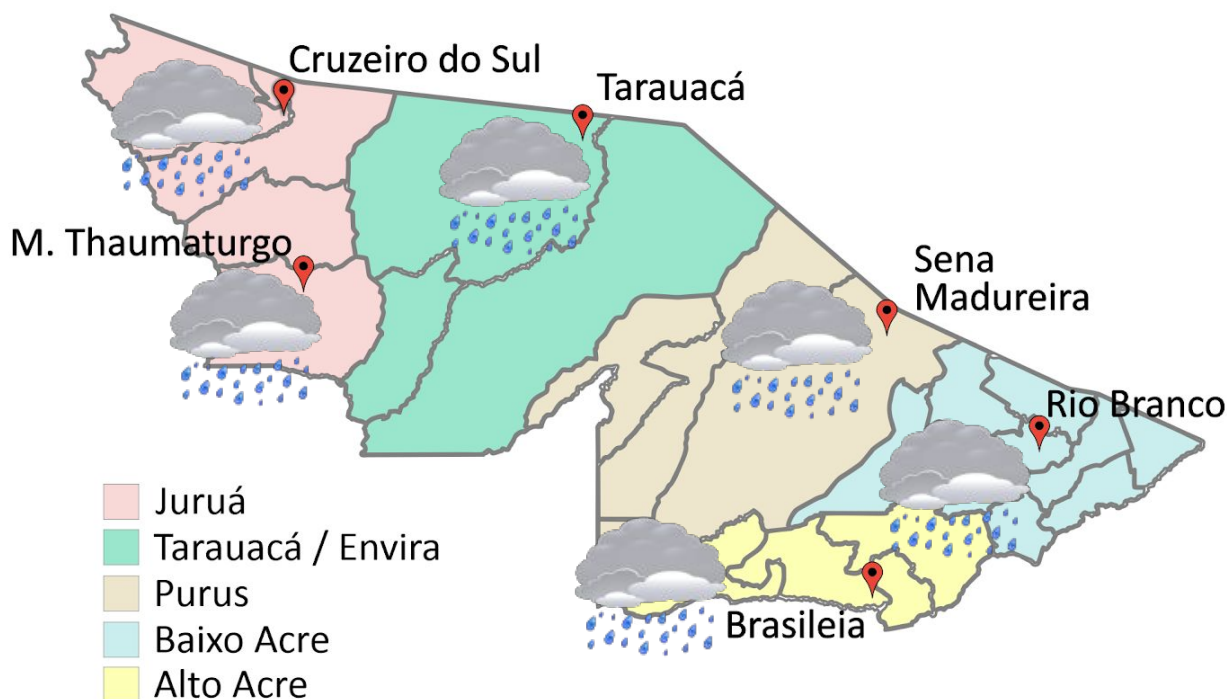 Cruzeiro do Sul
Tarauacá
M. Thaumaturgo
Sena
Madureira
Rio Branco
Brasileia
Juruá
Tarauacá / Envira
Purus
Baixo Acre
Alto Acre